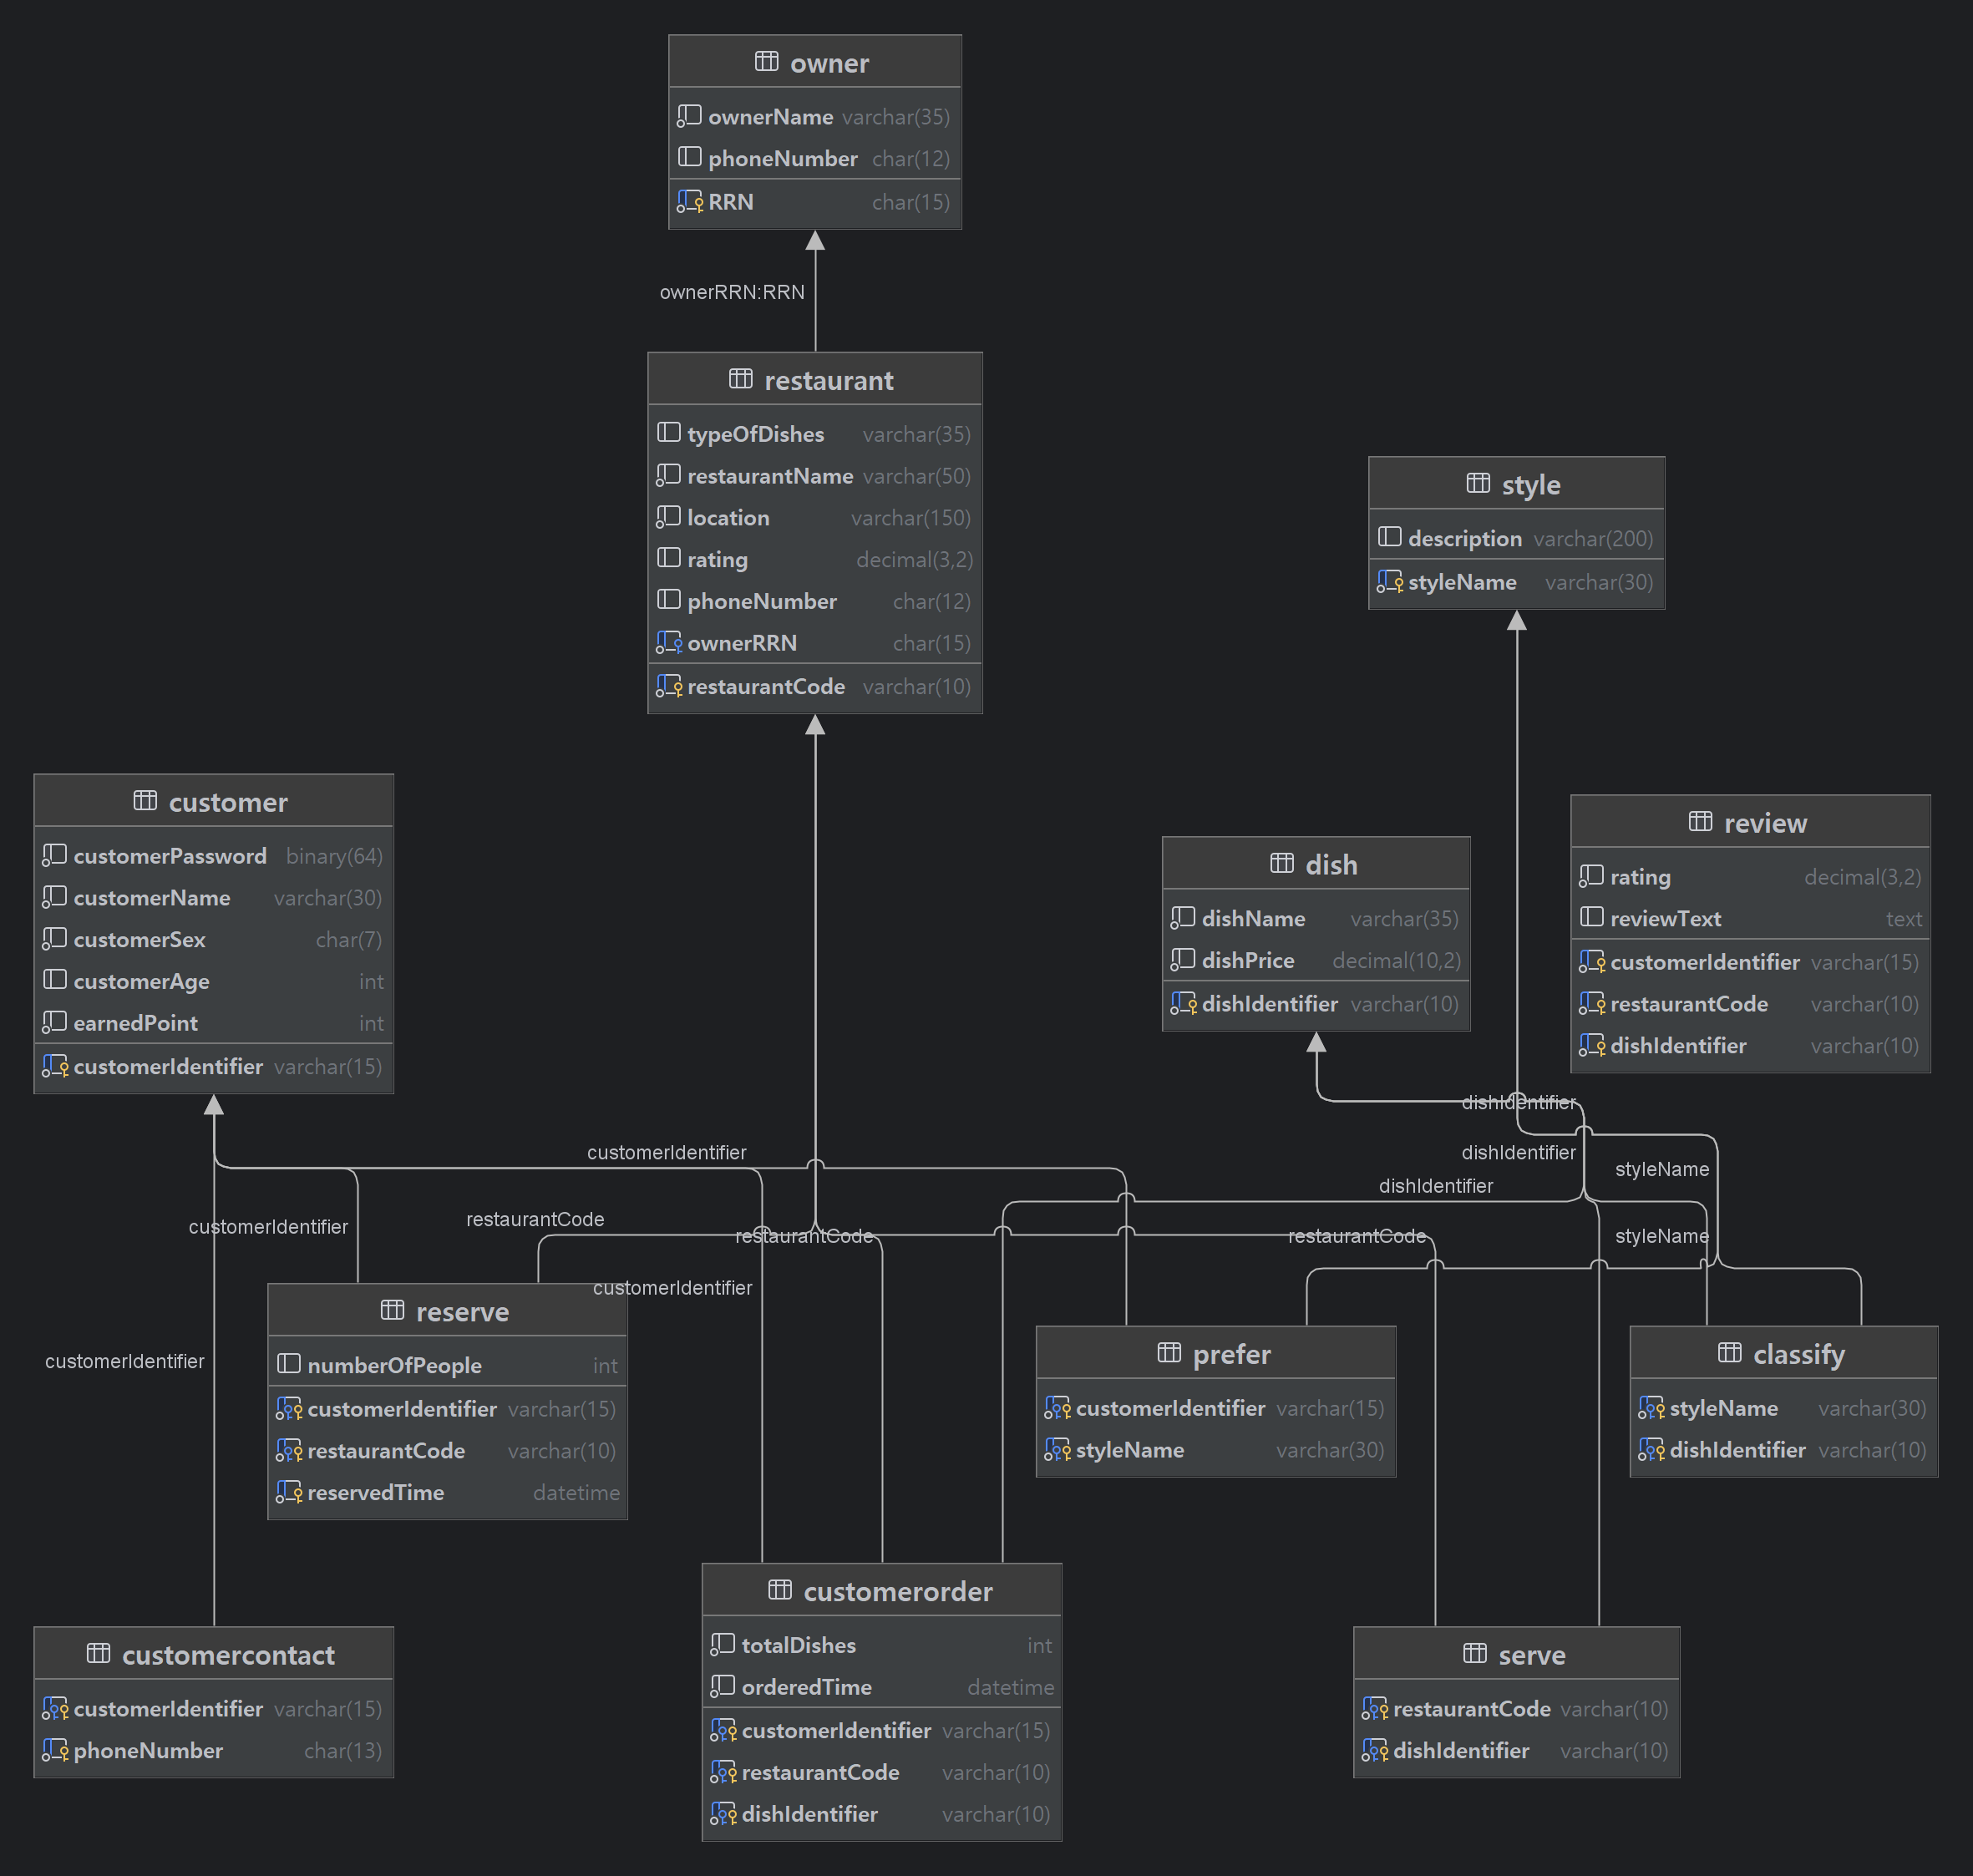 owner
ownerName varchar(35)
phoneNumber char(12)
RRN char(15)
ownerRRN:RRN
restaurant
typeOfDishes varchar(35)
restaurantName varchar(50)
location varchar(150)
rating decimal(3,2)
phoneNumber char(12)
ownerRRN char(15)
restaurantCode varchar(10)
style
description varchar(200)
styleName varchar(30)
customer
customerPassword binary(64)
customerName varchar(30)
customerSex char(7)
customerAge int
earnedPoint int
customerIdentifier varchar(15)
dish
dishName varchar(35)
dishPrice decimal(10,2)
dishIdentifier varchar(10)
review
rating decimal(3,2)
reviewText text
customerIdentifier varchar(15)
restaurantCode varchar(10)
dishIdentifier varchar(10)
dishIdentifier
customerIdentifier
dishIdentifier
styleName
dishIdentifier
customerIdentifier
restaurantCode
restaurantCode
restaurantCode
styleName
customerIdentifier
customerIdentifier
reserve
numberOfPeople int
customerIdentifier varchar(15)
restaurantCode varchar(10)
reservedTime datetime
prefer
customerIdentifier varchar(15)
styleName varchar(30)
classify
styleName varchar(30)
dishIdentifier varchar(10)
customercontact
customerIdentifier varchar(15)
phoneNumber char(13)
customerorder
totalDishes int
orderedTime datetime
customerIdentifier varchar(15)
restaurantCode varchar(10)
dishIdentifier varchar(10)
serve
restaurantCode varchar(10)
dishIdentifier varchar(10)